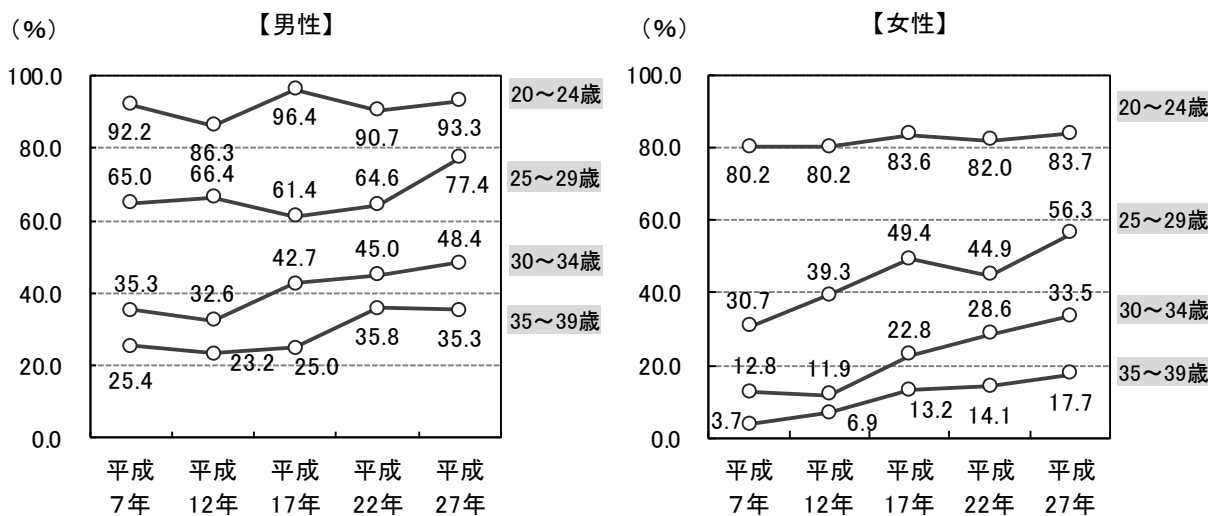 (%)
【男性】
100.0
80.0
60.0
40.0
20.0
0.0
92.2
86.3
96.4
90.7
93.3
65.0
66.4
61.4
64.6
77.4
35.3
32.6
42.7
45.0
48.4
25.4
23.2
25.0
35.8
35.3
20～24歳
25～29歳
30～34歳
35～39歳
平成
7年
平成
12年
平成
17年
平成
22年
平成
27年
(%)
【女性】
100.0
80.0
60.0
40.0
20.0
0.0
80.2
80.2
83.6
82.0
83.7
30.7
39.3
49.4
44.9
56.3
12.8
11.9
22.8
28.6
33.5
3.7
6.9
13.2
14.1
17.7
20～24歳
25～29歳
30～34歳
35～39歳
平成
7年
平成
12年
平成
17年
平成
22年
平成
27年